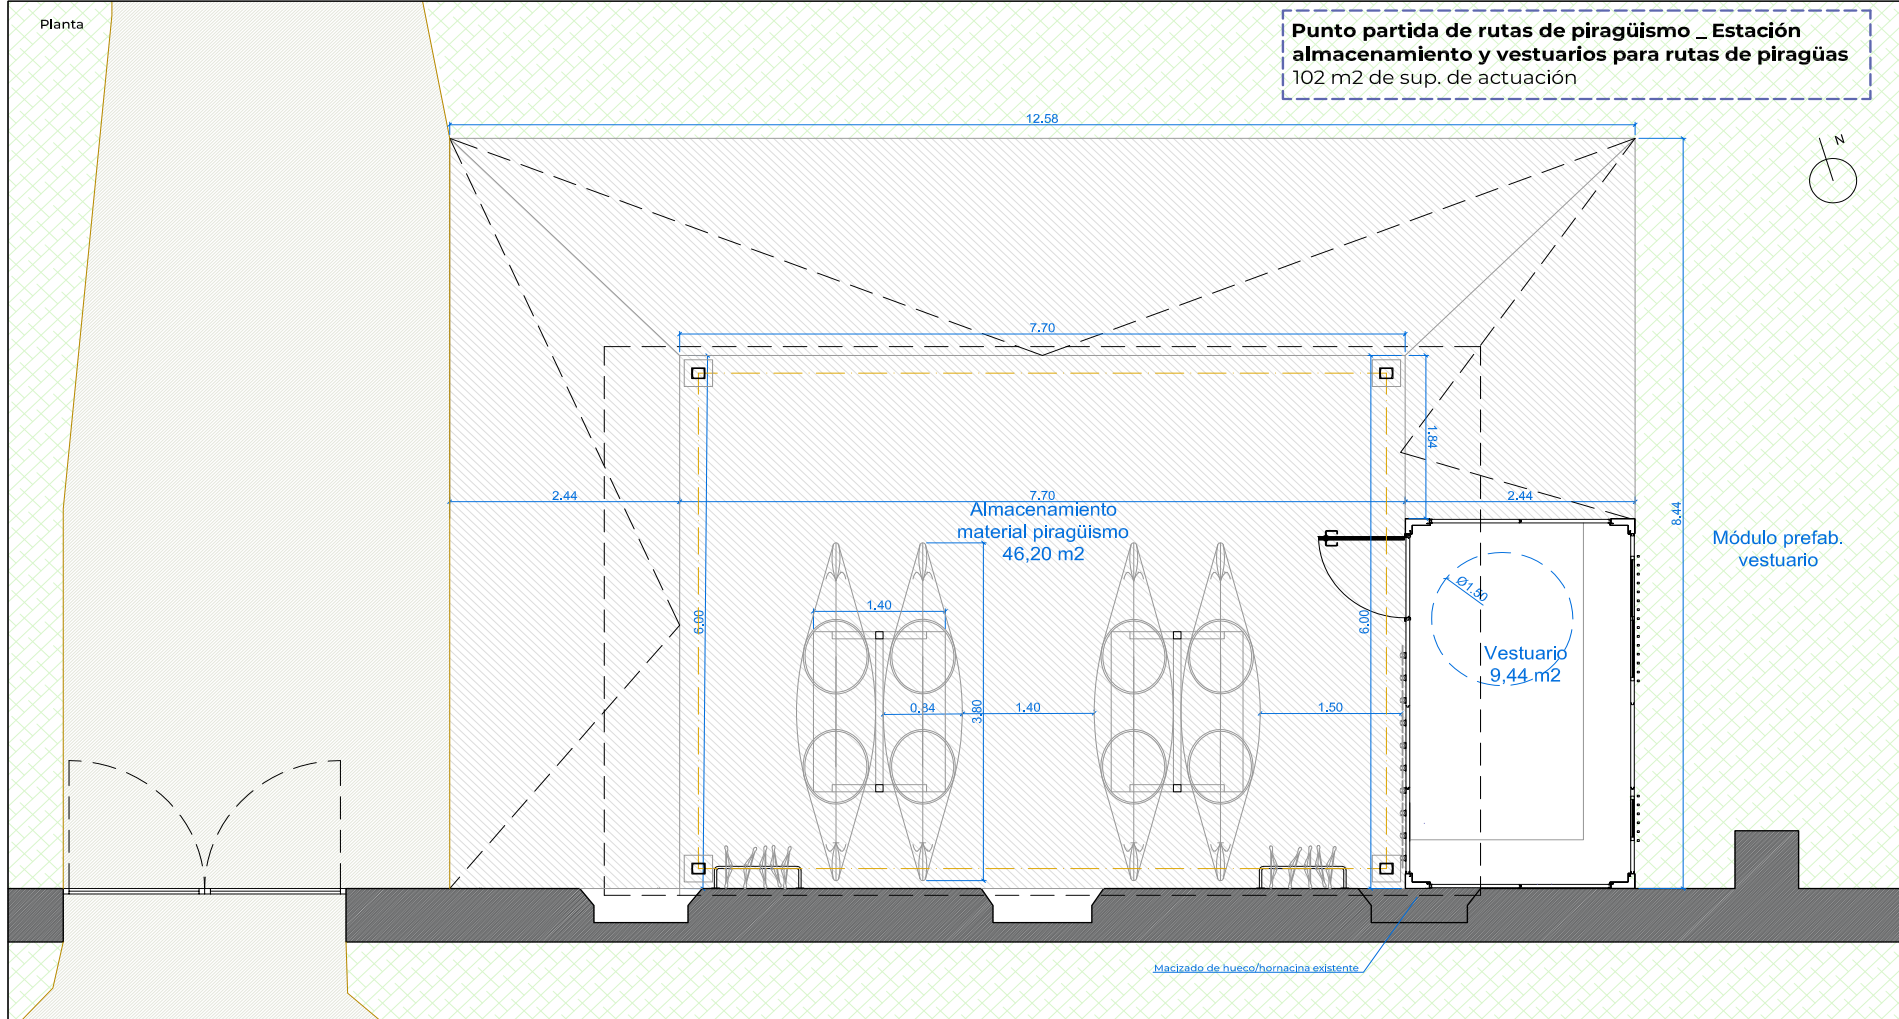 Planta
Punto partida de rutas de piragüismo _ Estación
almacenamiento y vestuarios para rutas de piragüas
102 m2 de sup. de actuación
12.58
N
7.70
1.84
2.44
7.70
2.44
8.44
Almacenamiento
material piragüismo
46,20 m2
Módulo prefab.
vestuario
Ø1.50
1.40
6.00
6.00
Vestuario
9,44 m2
0.84
3.80
1.40
1.50
Macizado de hueco/hornacina existente